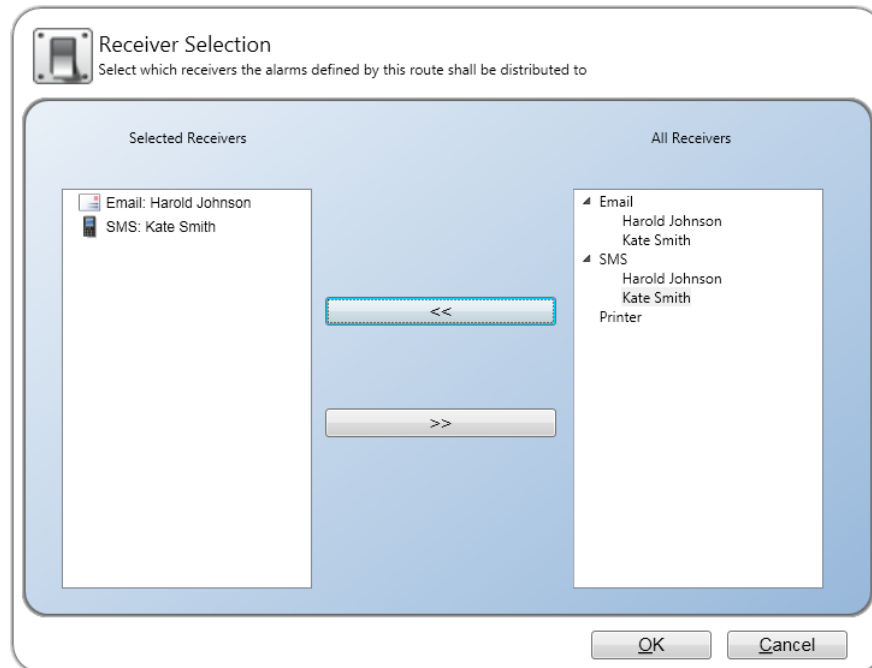 Receiver Selection
Select which receivers the alarms defined by this route shall be distributed to
Selected Receivers
Email: Harold Johnson
SMS: Kate Smith
<<
>>
All Receivers
Email
Harold Johnson
Kate Smith
SMS
Harold Johnson
Kate Smith
Printer
OK
Cancel